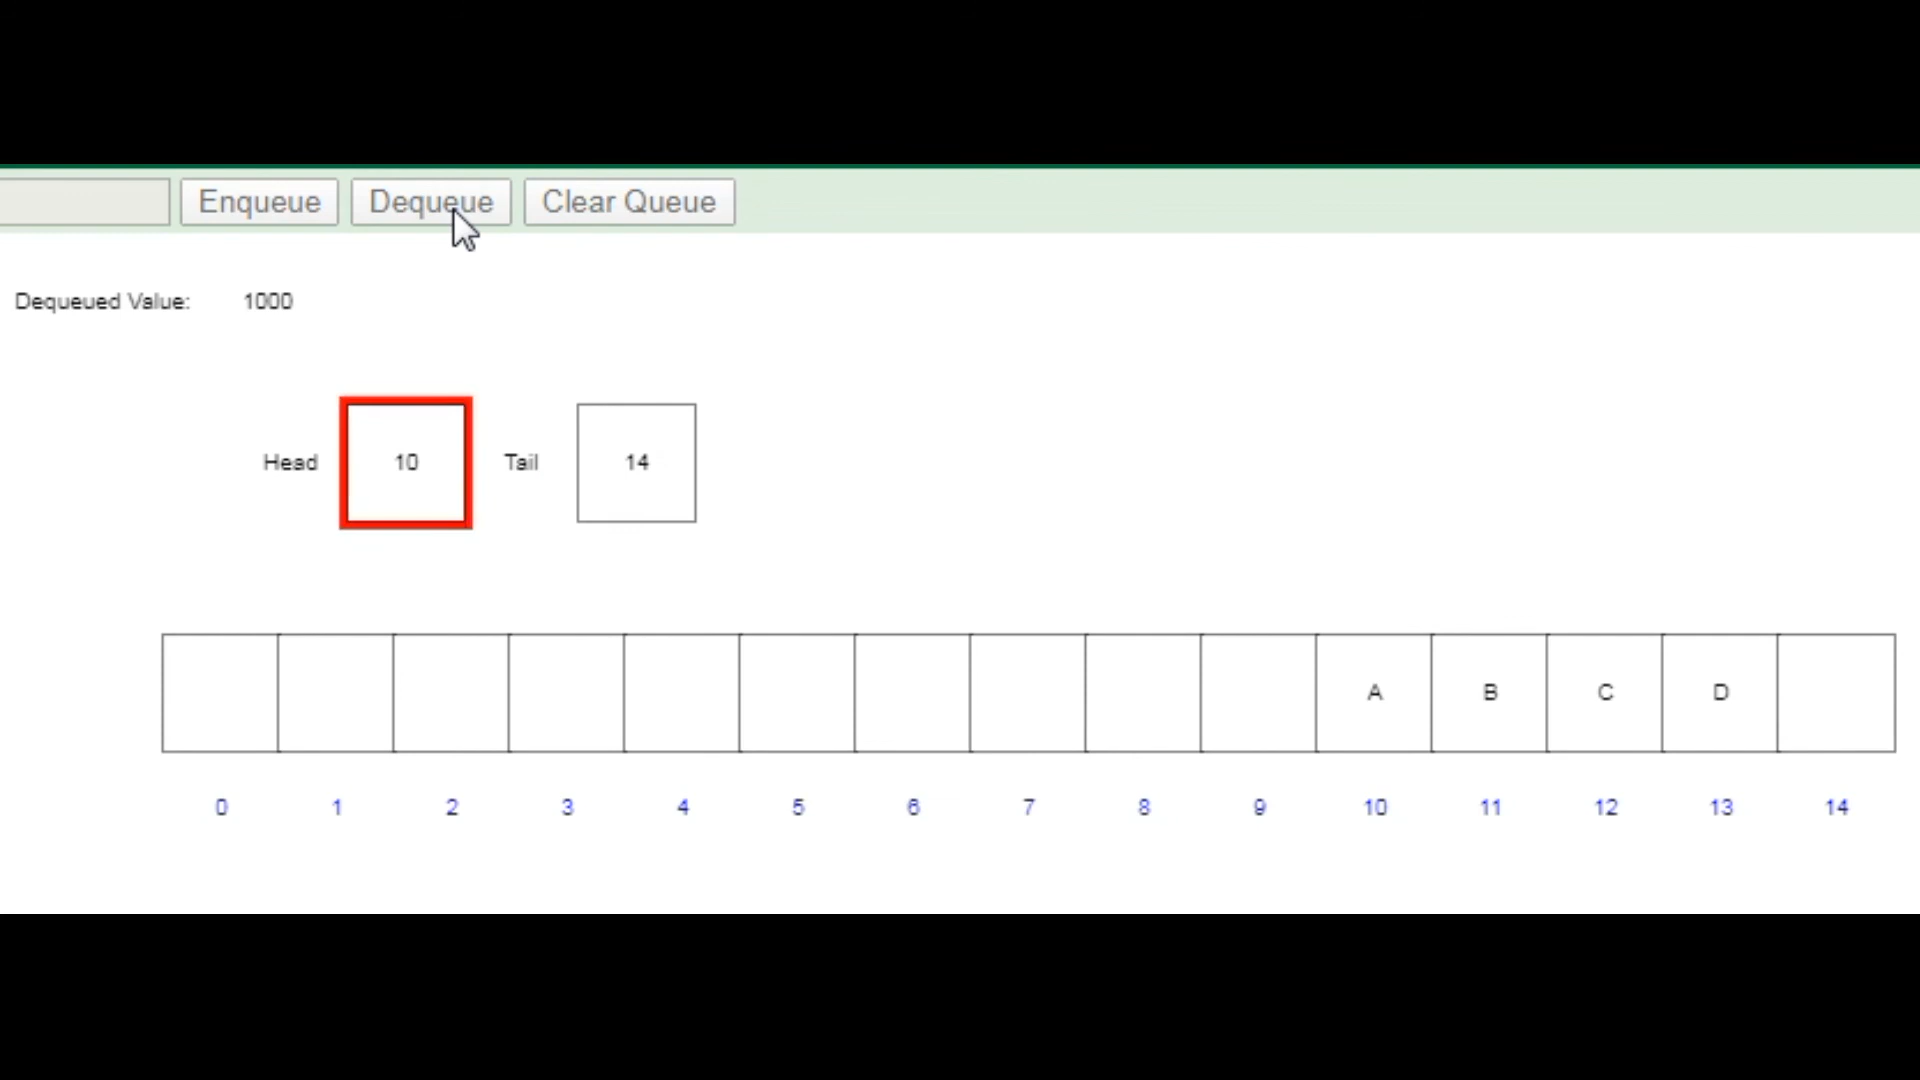 Enqueue Dequeue Clear Queue
Dequeued Value: 1000
Head 10 Tail 14
A B C D
0 1 2 3 4 5 6 7 8 9 10 11 12 13 14